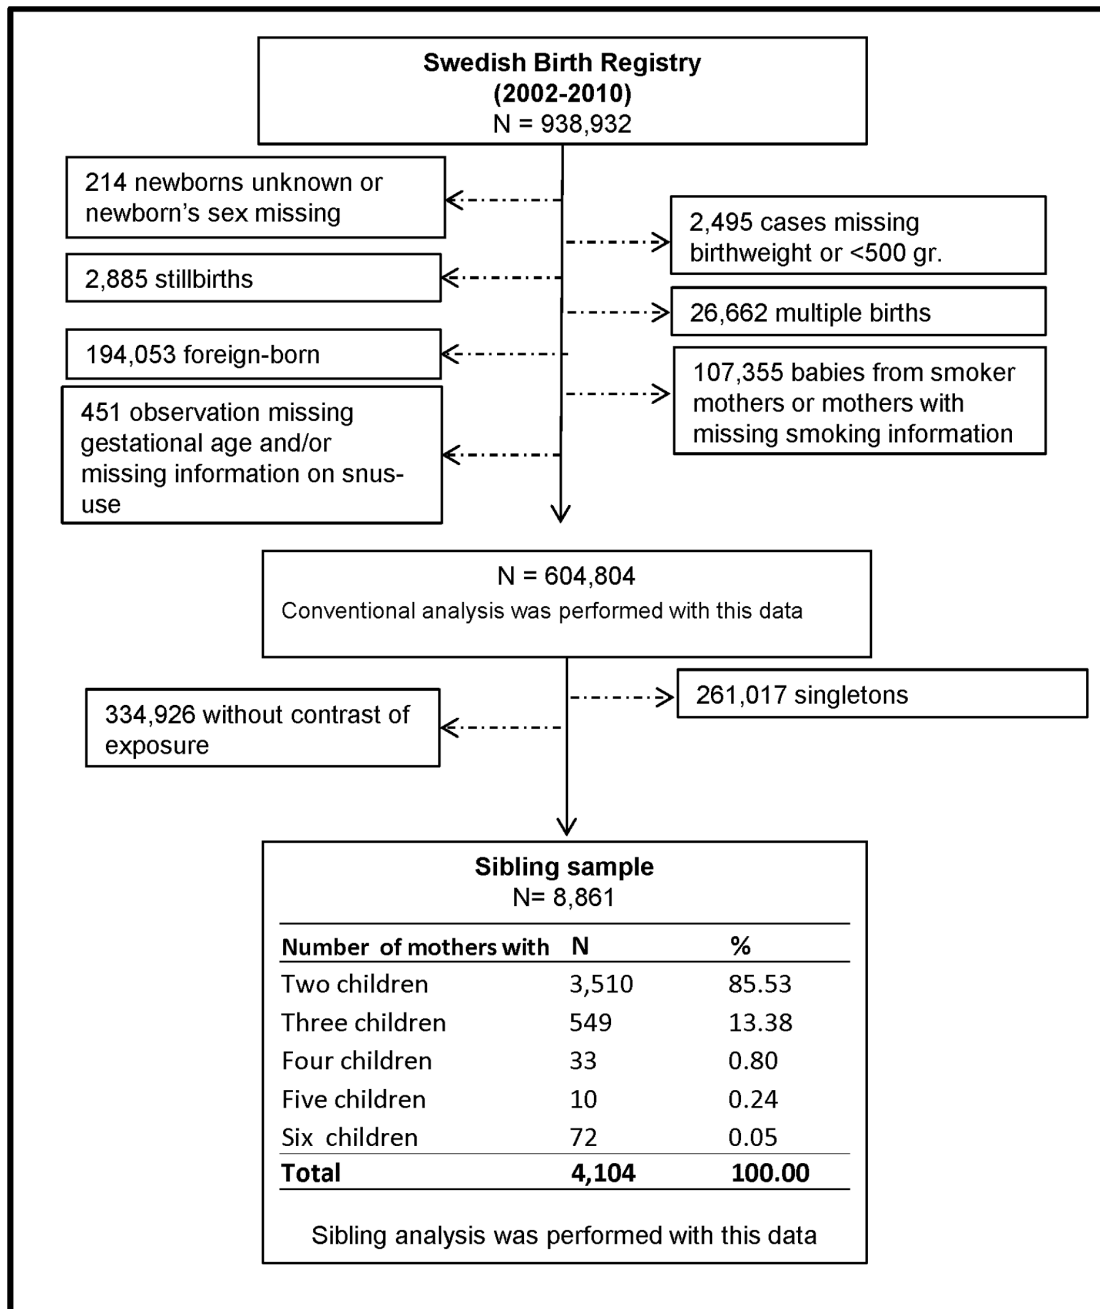 Swedish Birth Registry
(2002-2010)
N = 938,932
214 newborns unknown or
newborn's sex missing
2,495 cases missing
birthweight or <500 gr.
2,885 stillbirths
26,662 multiple births
194,053 foreign-born
107,355 babies from smoker
mothers or mothers with
missing smoking information
451 observation missing
gestational age and/or
missing information on snus-
use
N = 604,804
Conventional analysis was performed with this data
261,017 singletons
334,926 without contrast of
exposure
Sibling sample
N= 8,861
Number of mothers with N %
Two children 3,510 85.53
Three children 549 13.38
Four children 33 0.80
Five children 10 0.24
Six children 72 0.05
Total 4,104 100.00
Sibling analysis was performed with this data